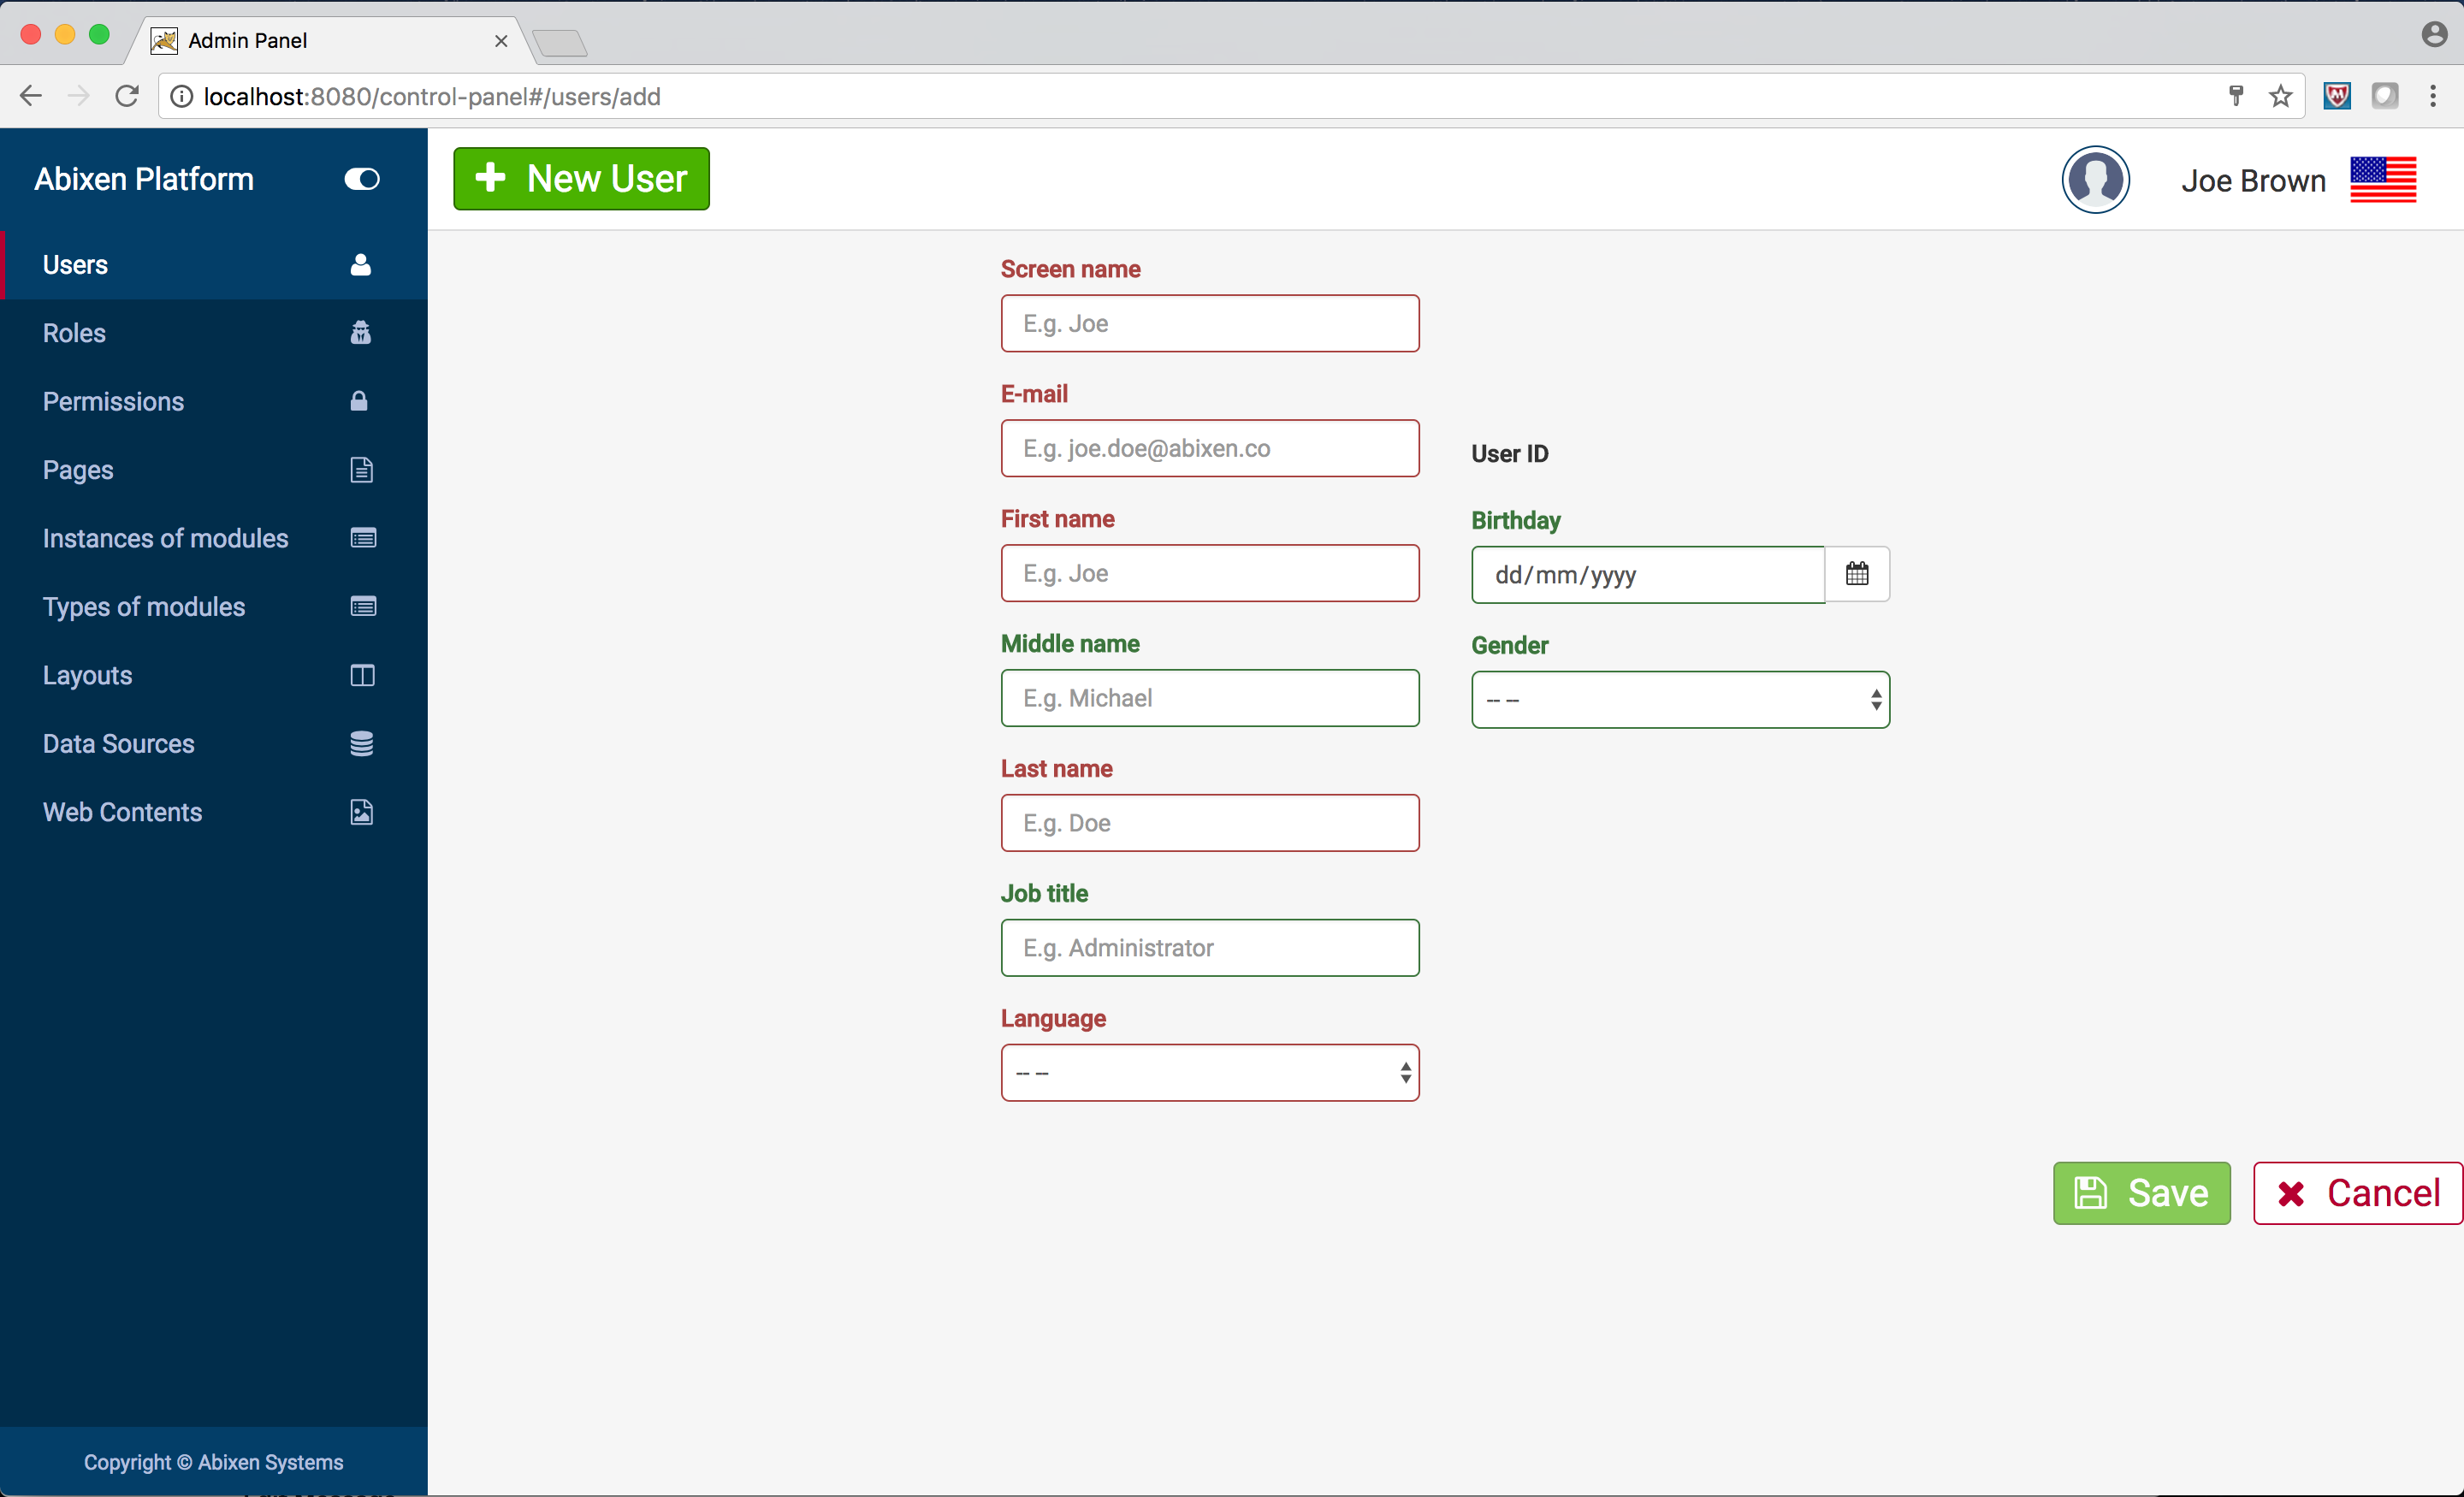 Admin Panel
localhost:8080/control-panel#/users/add
Abixen Platform
New User
Joe Brown
Users
Roles
Permissions
Pages
Instances of modules
Types of modules
Layouts
Data Sources
Web Contents
Copyright © Abixen Systems
Screen name
E.g. Joe
E-mail
E.g. joe.doe@abixen.co
First name
E.g. Joe
Middle name
E.g. Michael
Last name
E.g. Doe
Job title
E.g. Administrator
Language
-- --
User ID
Birthday
dd/mm/yyyy
Gender
-- --
Save
Cancel